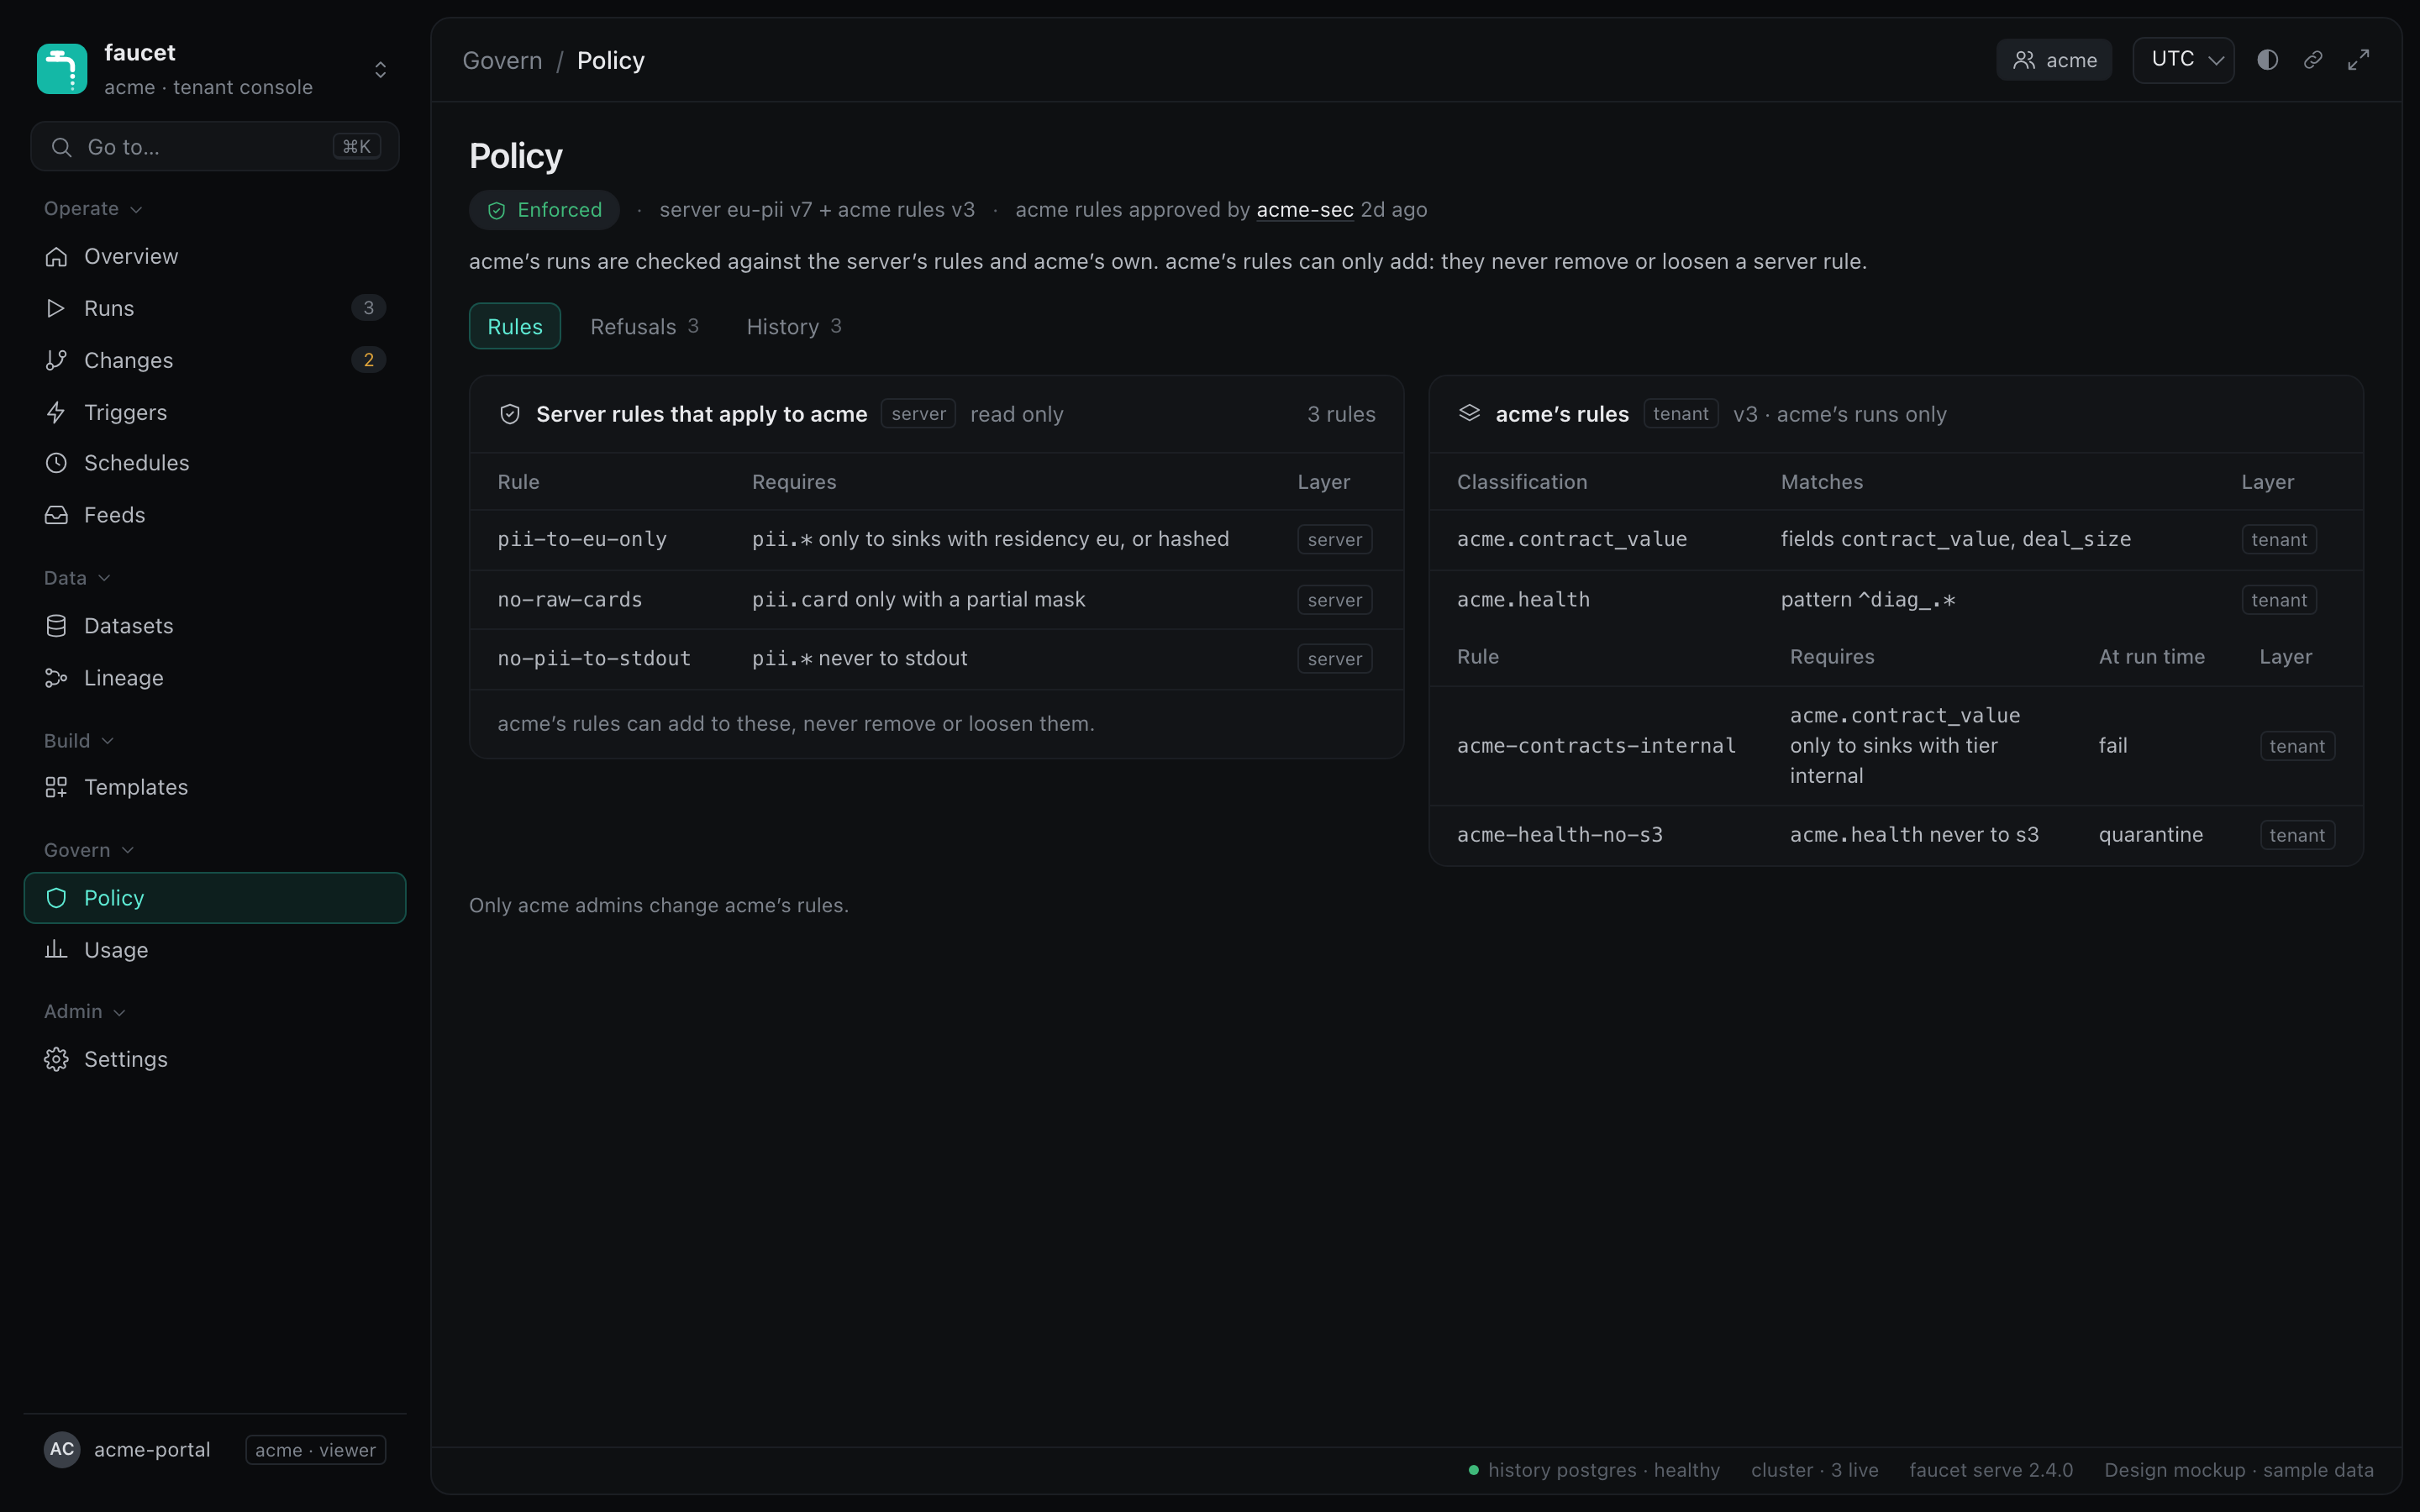 faucet
acme · tenant console
Go to...
⌘K
Operate
Overview
Runs 3
Changes 2
Triggers
Schedules
Feeds
Data
Datasets
Lineage
Build
Templates
Govern
Policy
Usage
Admin
Settings
AC acme-portal acme · viewer
Govern / Policy
acme UTC
Policy
Enforced · server eu-pii v7 + acme rules v3 · acme rules approved by acme-sec 2d ago
acme’s runs are checked against the server’s rules and acme’s own. acme’s rules can only add: they never remove or loosen a server rule.
Rules Refusals 3 History 3
Server rules that apply to acme server read only 3 rules
Rule Requires Layer
pii-to-eu-only pii.* only to sinks with residency eu, or hashed server
no-raw-cards pii.card only with a partial mask server
no-pii-to-stdout pii.* never to stdout server
acme’s rules can add to these, never remove or loosen them.
acme’s rules tenant v3 · acme’s runs only
Classification Matches Layer
acme.contract_value fields contract_value, deal_size tenant
acme.health pattern ^diag_.* tenant
Rule Requires At run time Layer
acme-contracts-internal acme.contract_value only to sinks with tier internal fail tenant
acme-health-no-s3 acme.health never to s3 quarantine tenant
Only acme admins change acme’s rules.
history postgres · healthy cluster · 3 live faucet serve 2.4.0 Design mockup · sample data